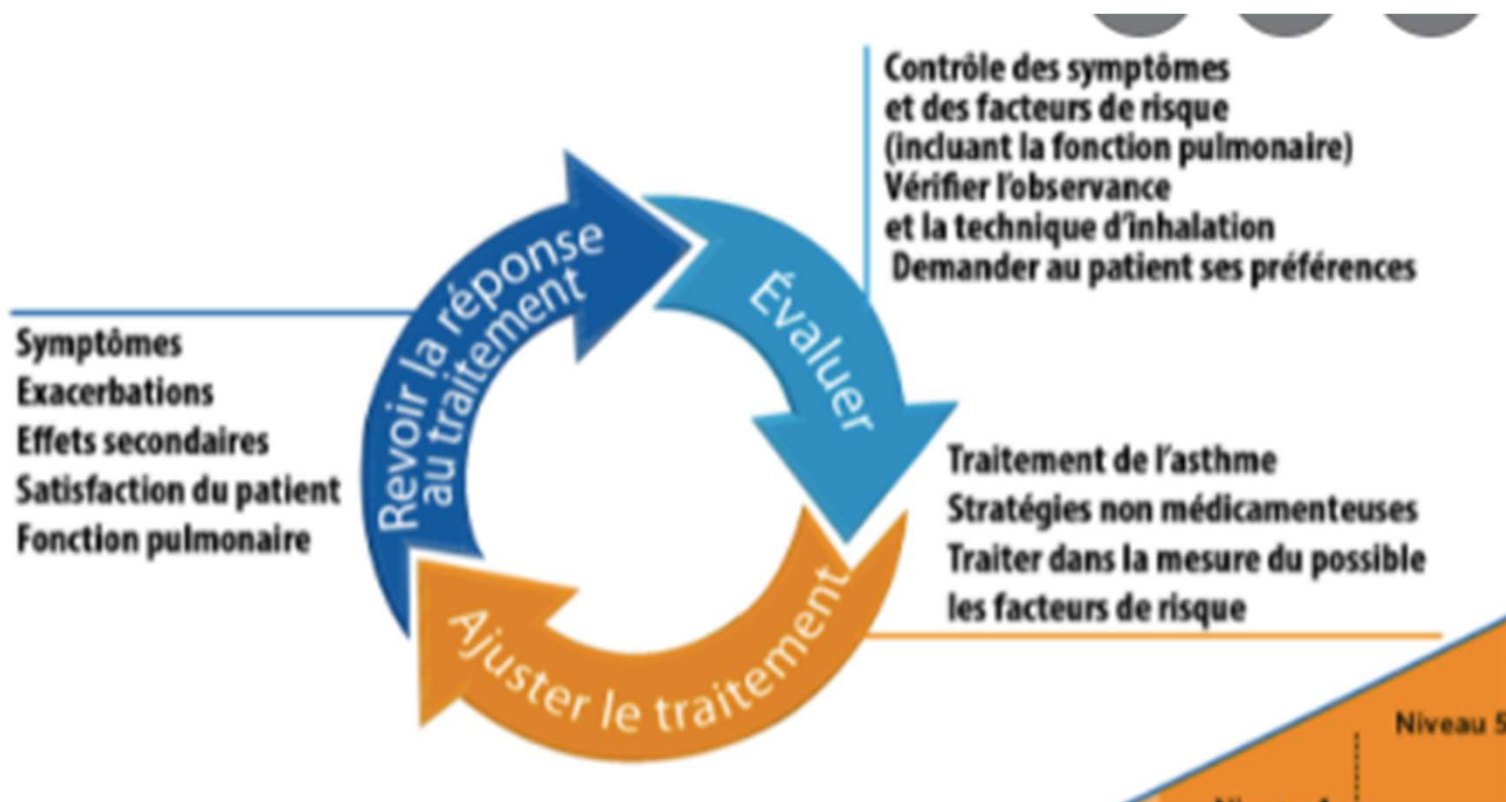 Contrôle des symptômes
et des facteurs de risque
(incluant la fonction pulmonaire)
Vérifier l'observance
et la technique d'inhalation
Demander au patient ses préférences
Revoir la réponse
au traitement
Évaluer
Symptômes
Exacerbations
Effets secondaires
Satisfaction du patient
Fonction pulmonaire
Traitement de l'asthme
Stratégies non médicamenteuses
Traiter dans la mesure du possible
les facteurs de risque
Ajuster le traitement
Niveau 5